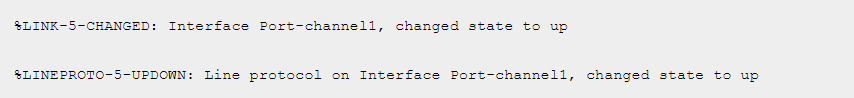 %LINK-5-CHANGED: Interface Port-channel1, changed state to up
%LINEPROTO-5-UPDOWN: Line protocol on Interface Port-channel1, changed state to up